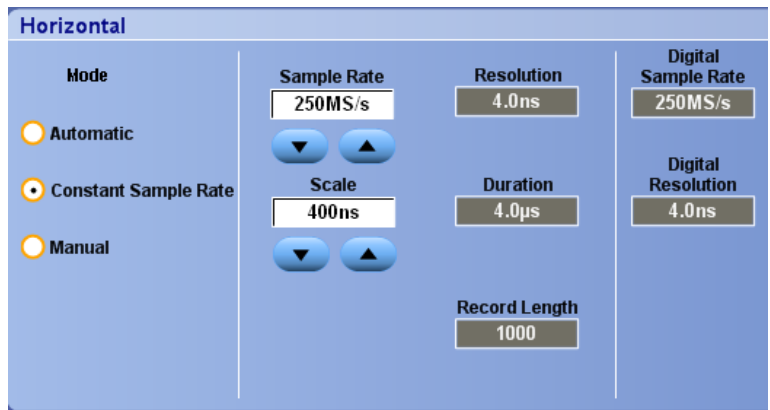 Horizontal
Mode
Automatic
Constant Sample Rate
Manual
Sample Rate
250MS/s
Scale
400ns
Resolution
4.0ns
Duration
4.0µs
Record Length
1000
Digital
Sample Rate
250MS/s
Digital
Resolution
4.0ns